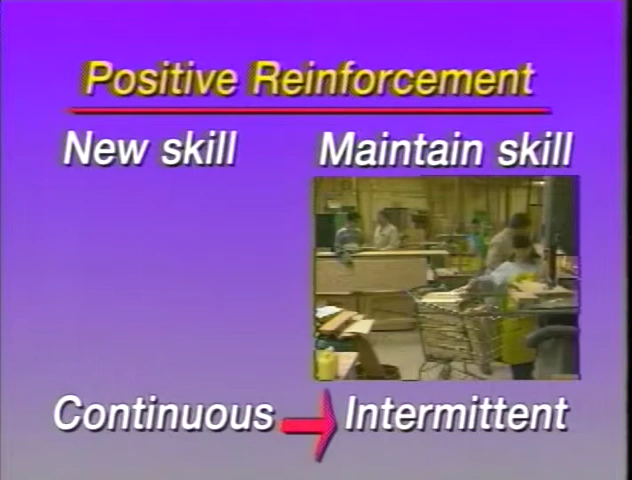 Positive Reinforcement
New skill Maintain skill
Continuous Intermittent